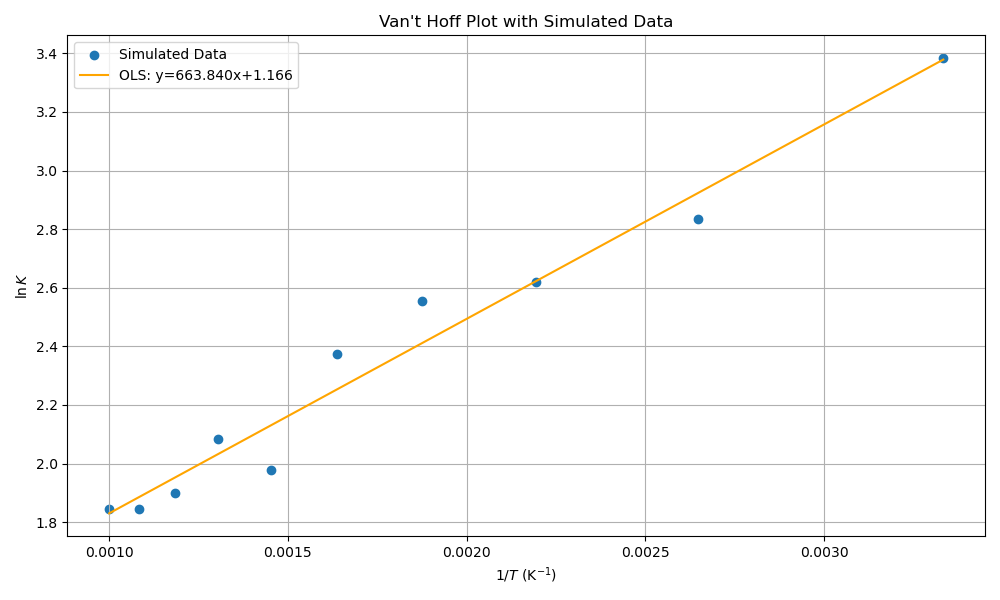 Van't Hoff Plot with Simulated Data
Simulated Data
OLS: y=663.840x+1.166
ln K
3.4
3.2
3.0
2.8
2.6
2.4
2.2
2.0
1.8
0.0010 0.0015 0.0020 0.0025 0.0030
1/T (K⁻¹)